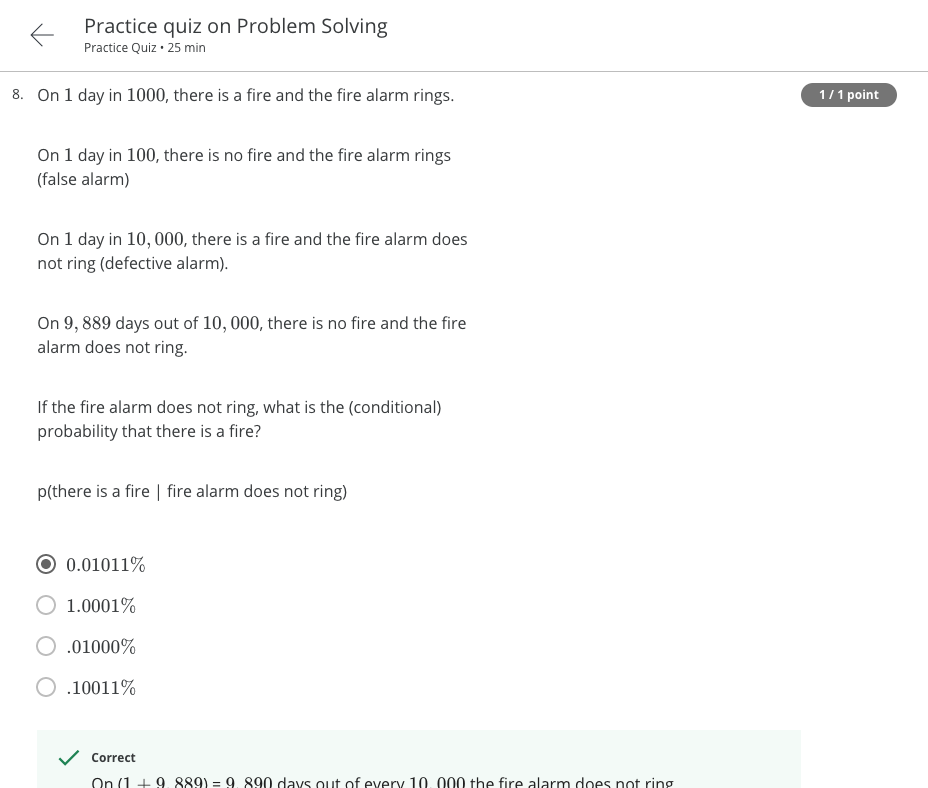 Practice quiz on Problem Solving
Practice Quiz • 25 min
8. On 1 day in 1000, there is a fire and the fire alarm rings.
1 / 1 point
On 1 day in 100, there is no fire and the fire alarm rings
(false alarm)
On 1 day in 10, 000, there is a fire and the fire alarm does
not ring (defective alarm).
On 9, 889 days out of 10, 000, there is no fire and the fire
alarm does not ring.
If the fire alarm does not ring, what is the (conditional)
probability that there is a fire?
p(there is a fire | fire alarm does not ring)
0.01011%
1.0001%
.01000%
.10011%
Correct
On (1 + 9, 889) = 9, 890 days out of every 10, 000 the fire alarm does not ring